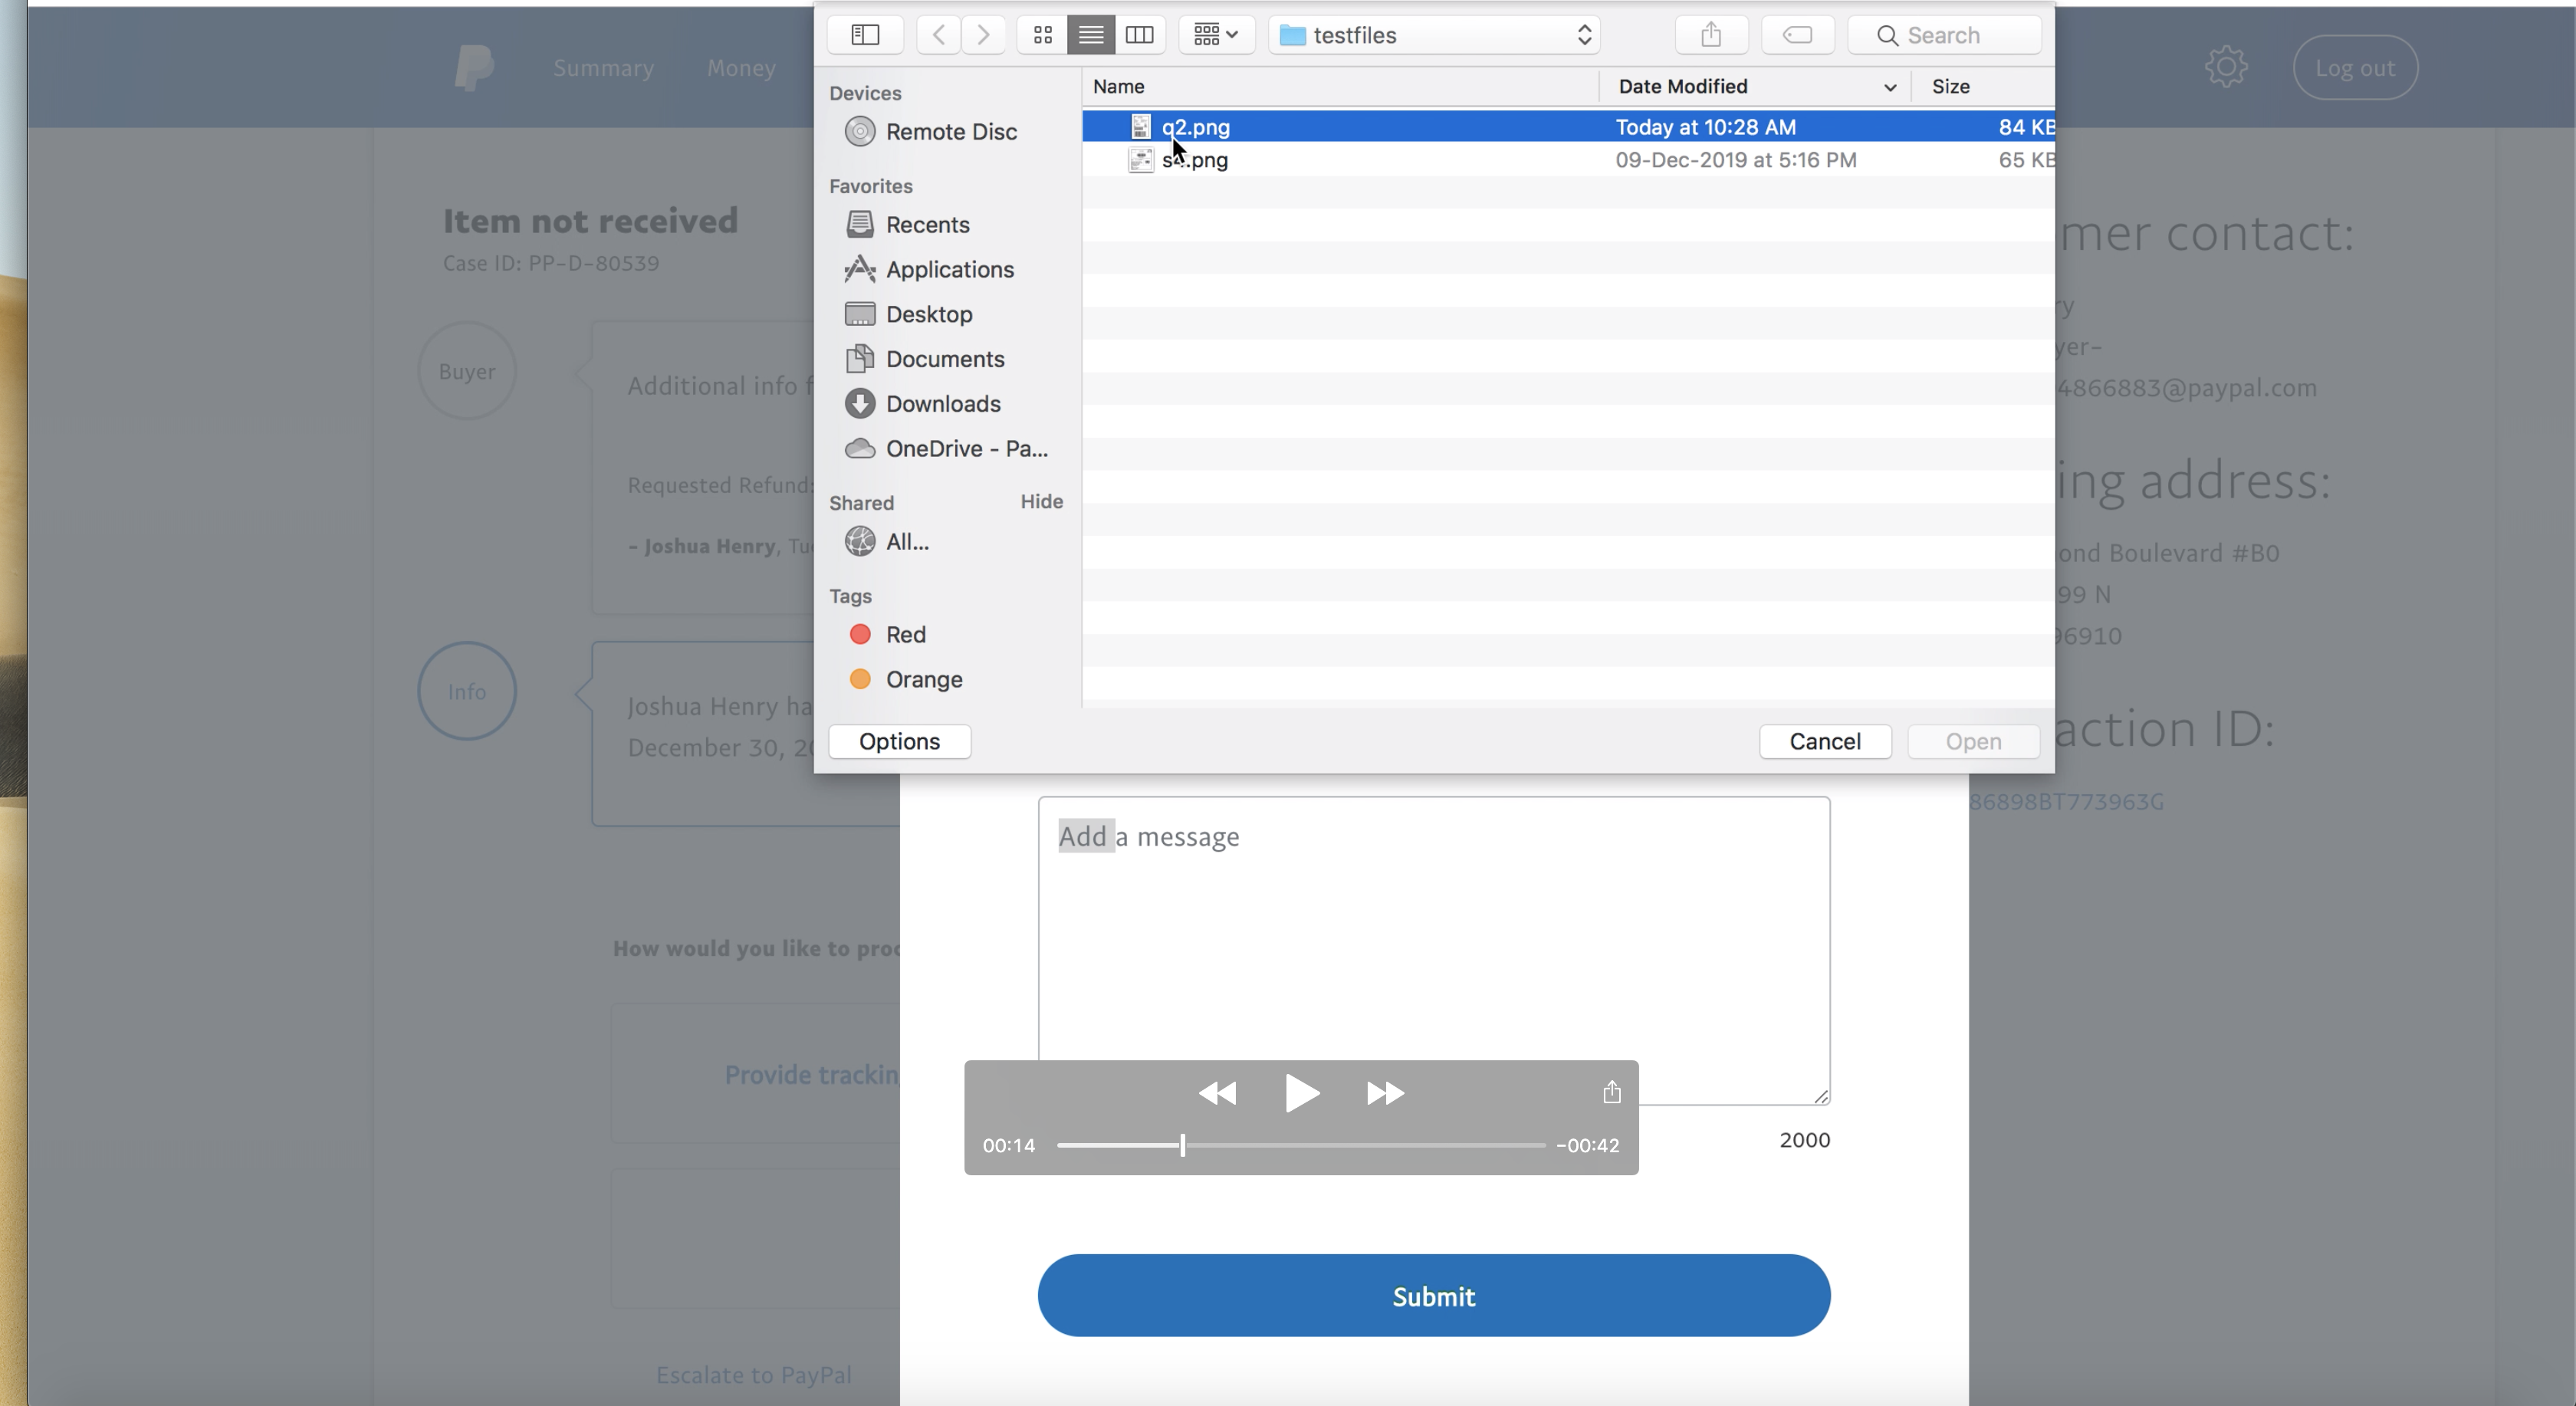 testfiles
Search
Summary
Money
Log out
Devices
Remote Disc
Favorites
Recents
Applications
Desktop
Documents
Downloads
OneDrive - Pa...
Shared
Hide
All...
Tags
Red
Orange
Name
Date Modified
Size
q2.png
Today at 10:28 AM
84 KB
.png
09-Dec-2019 at 5:16 PM
65 KB
Options
Cancel
Open
Item not received
Case ID: PP-D-80539
Buyer
Additional info f
Requested Refund:
- Joshua Henry, Tu
Info
Joshua Henry ha
December 30, 20
How would you like to proc
Provide trackin
Escalate to PayPal
Add a message
00:14
-00:42
2000
Submit
mer contact:
ry
yer-
4866883@paypal.com
ing address:
ond Boulevard #B0
99 N
96910
action ID:
86898BT773963G